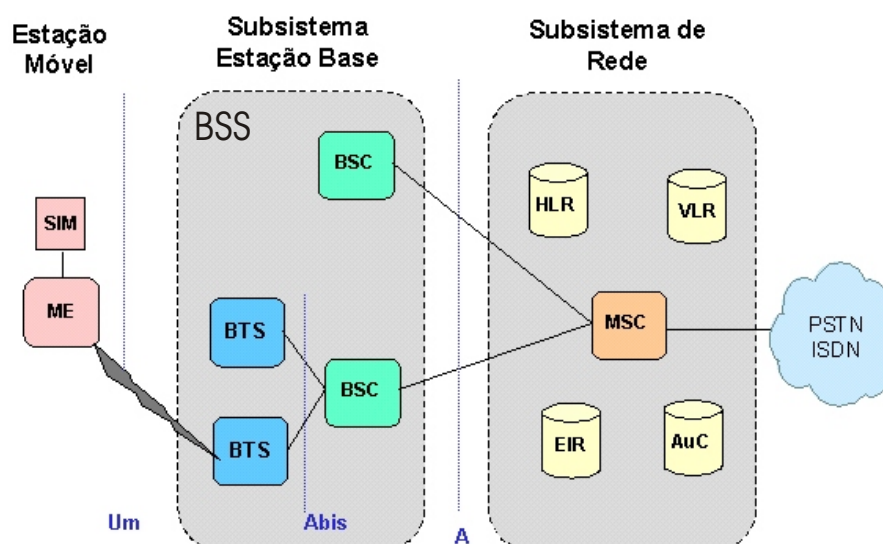 Estação
Móvel
Subsistema
Estação Base
Subsistema de
Rede
BSS
BSC
HLR
VLR
SIM
ME
BTS
BSC
MSC
PSTN
ISDN
BTS
EIR
AuC
Um
Abis
A